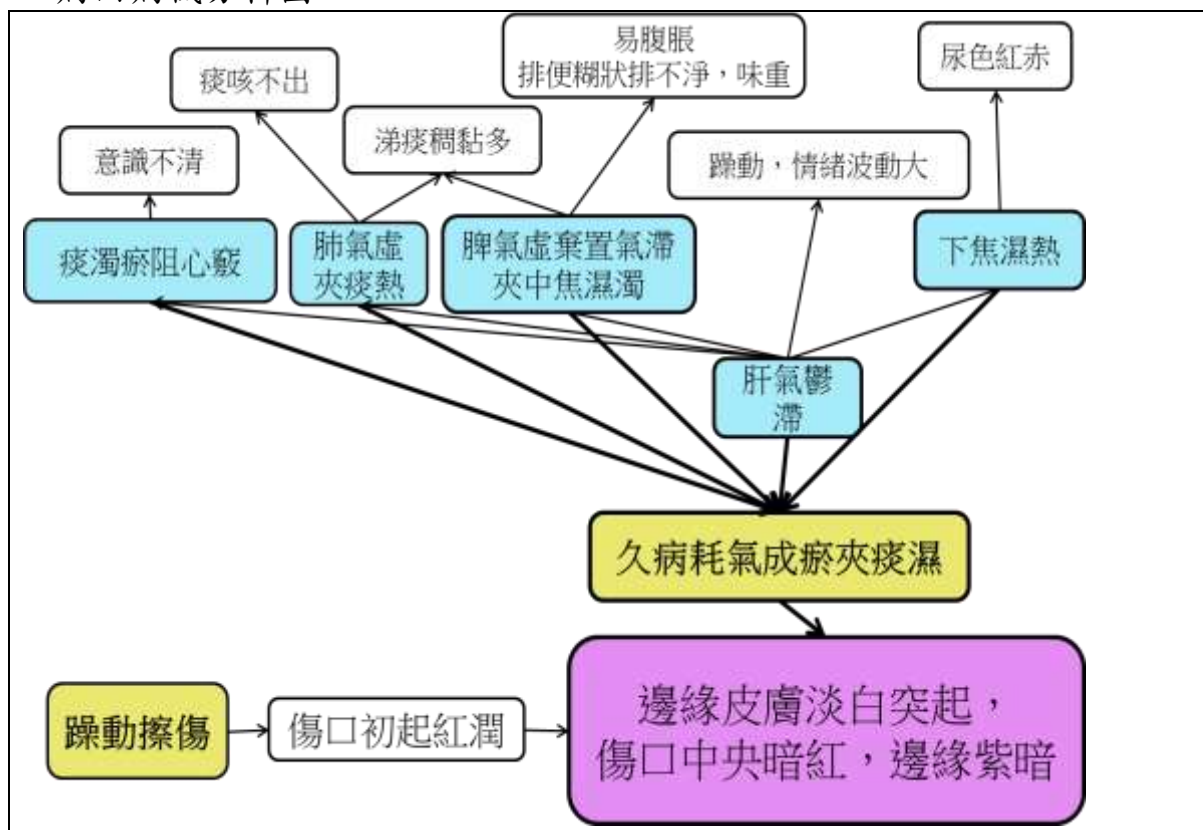 易腹脹
排便糊狀排不淨，味重
尿色紅赤
痰咳不出
涕痰稠黏多
意識不清
躁動，情緒波動大
痰濁瘀阻心竅
肺氣虛
夾痰熱
脾氣虛棄置氣滯
夾中焦濕濁
下焦濕熱
肝氣鬱
滯
久病耗氣成瘀夾痰濕
躁動擦傷
傷口初起紅潤
邊緣皮膚淡白突起，
傷口中央暗紅，邊緣紫暗